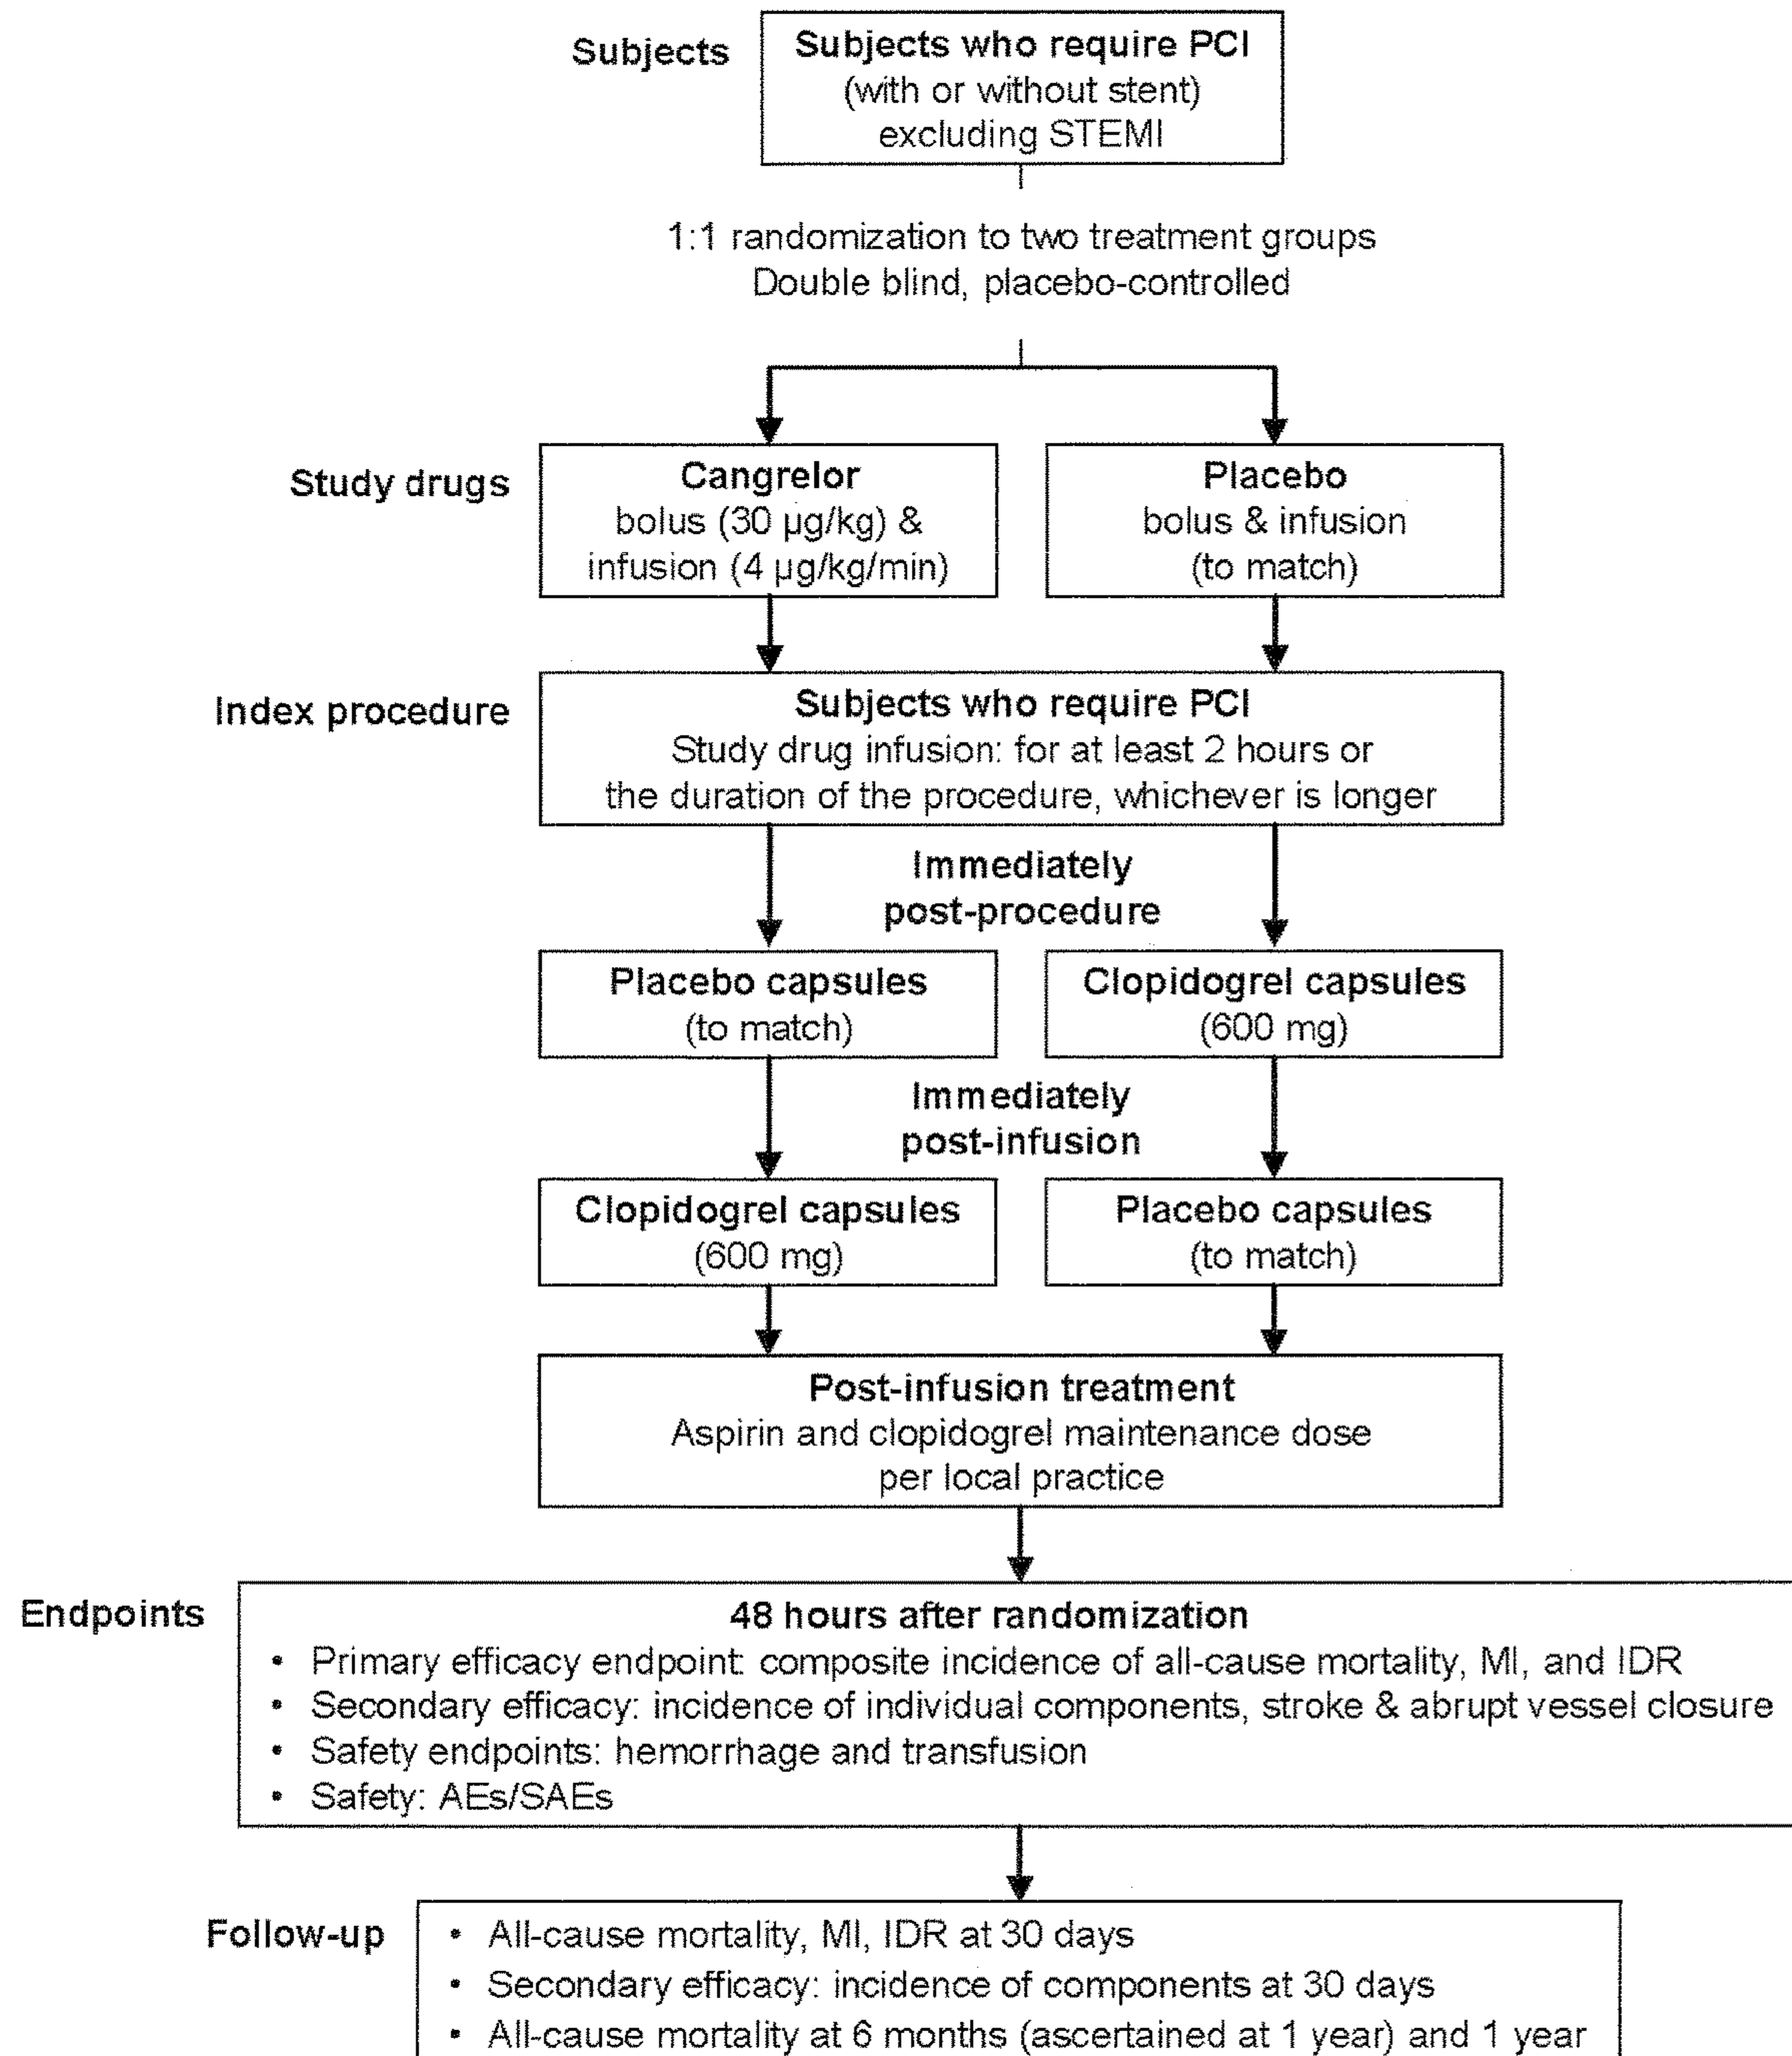 Subjects
Subjects who require PCI
(with or without stent)
excluding STEMI
1:1 randomization to two treatment groups
Double blind, placebo-controlled
Study drugs
Cangrelor
bolus (30 µg/kg) &
infusion (4 µg/kg/min)
Placebo
bolus & infusion
(to match)
Index procedure
Subjects who require PCI
Study drug infusion: for at least 2 hours or
the duration of the procedure, whichever is longer
Immediately
post-procedure
Placebo capsules
(to match)
Clopidogrel capsules
(600 mg)
Immediately
post-infusion
Clopidogrel capsules
(600 mg)
Placebo capsules
(to match)
Post-infusion treatment
Aspirin and clopidogrel maintenance dose
per local practice
Endpoints
48 hours after randomization
• Primary efficacy endpoint: composite incidence of all-cause mortality, MI, and IDR
• Secondary efficacy: incidence of individual components, stroke & abrupt vessel closure
• Safety endpoints: hemorrhage and transfusion
• Safety: AEs/SAEs
Follow-up
• All-cause mortality, MI, IDR at 30 days
• Secondary efficacy: incidence of components at 30 days
• All-cause mortality at 6 months (ascertained at 1 year) and 1 year